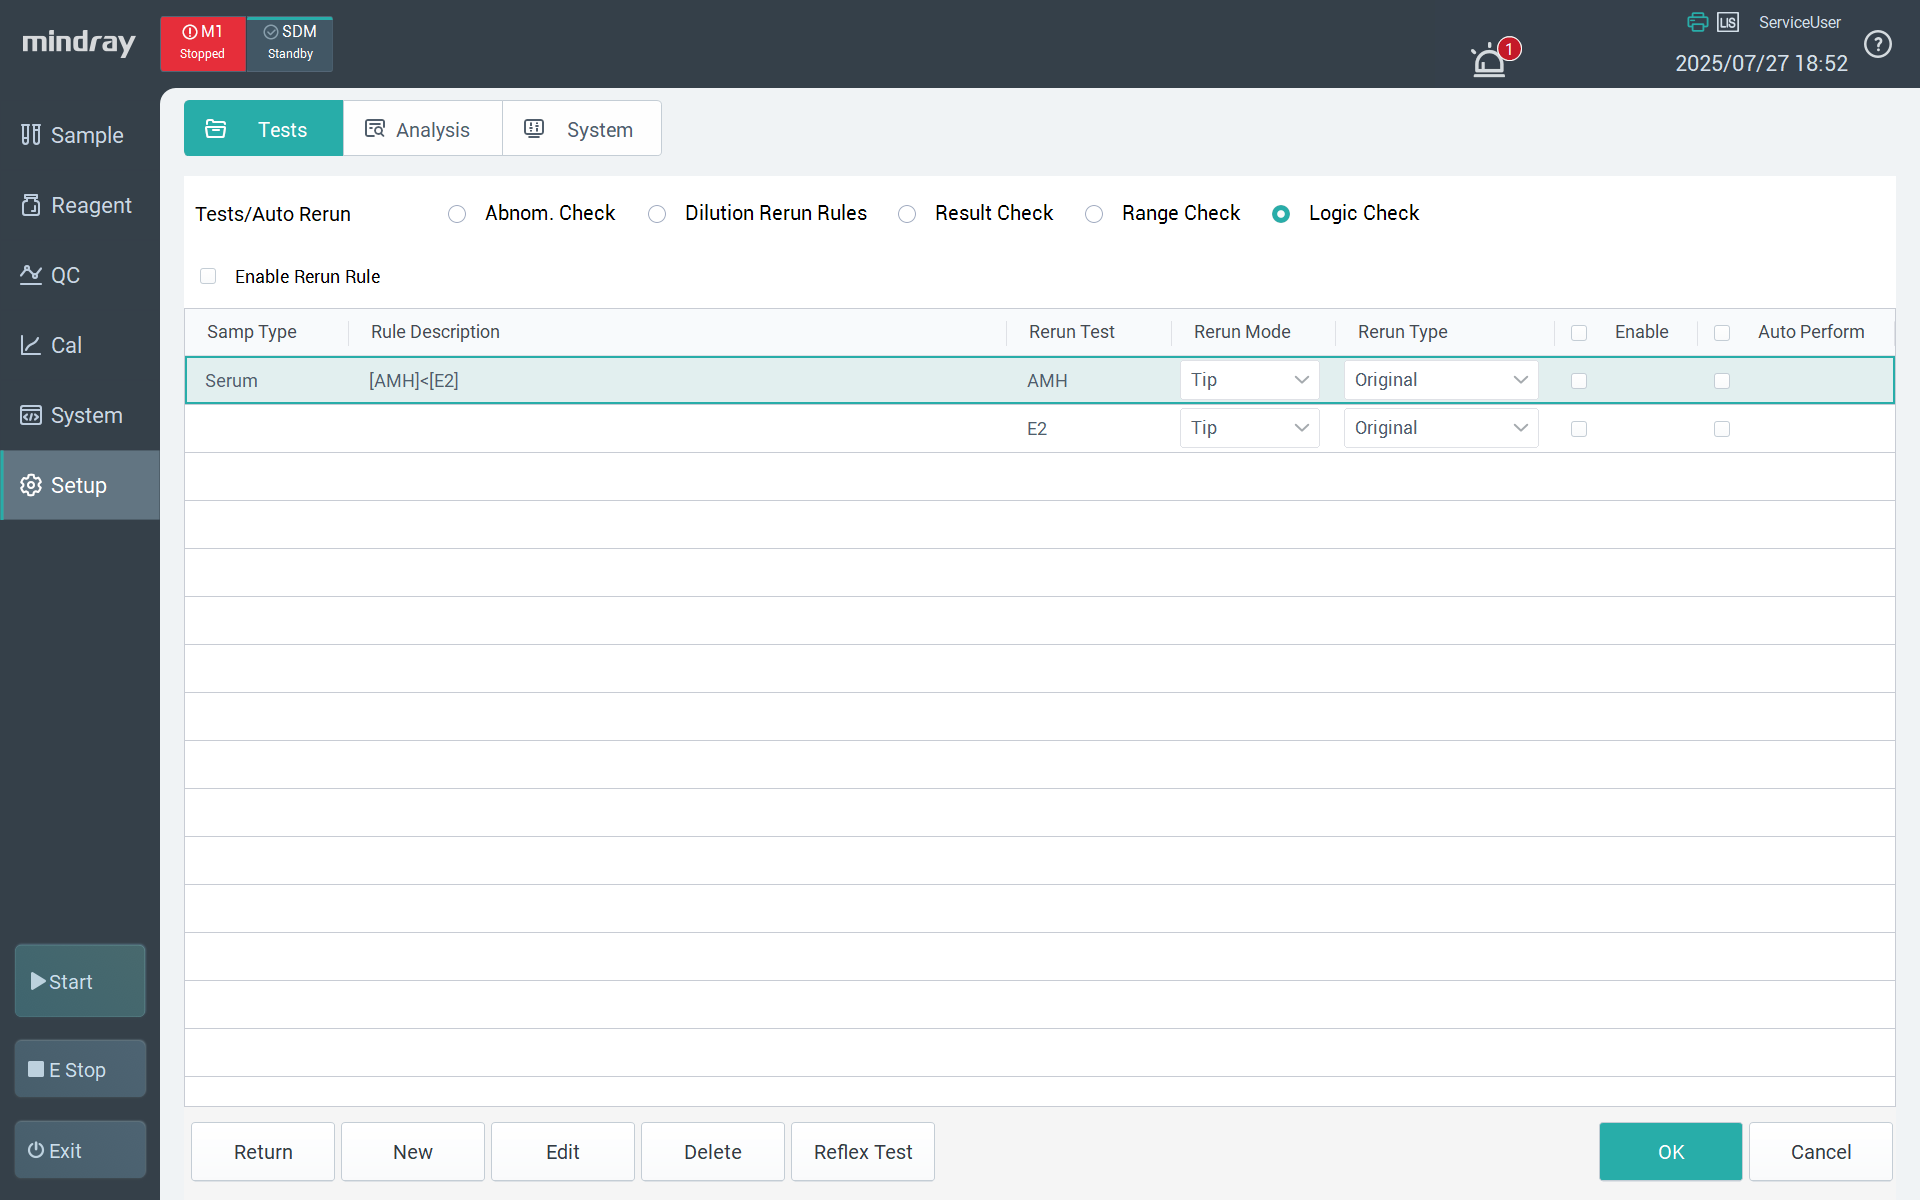 mindray
M1
Stopped
SDM
Standby
1
LIS
ServiceUser
2025/07/27 18:52
?
Sample
Reagent
QC
Cal
System
Setup
Start
E Stop
Exit
Tests
Analysis
System
Tests/Auto Rerun
Abnom. Check
Dilution Rerun Rules
Result Check
Range Check
Logic Check
Enable Rerun Rule
Samp Type Rule Description Rerun Test Rerun Mode Rerun Type Enable Auto Perform
Serum [AMH]<[E2] AMH Tip Original
E2 Tip Original
Return
New
Edit
Delete
Reflex Test
OK
Cancel